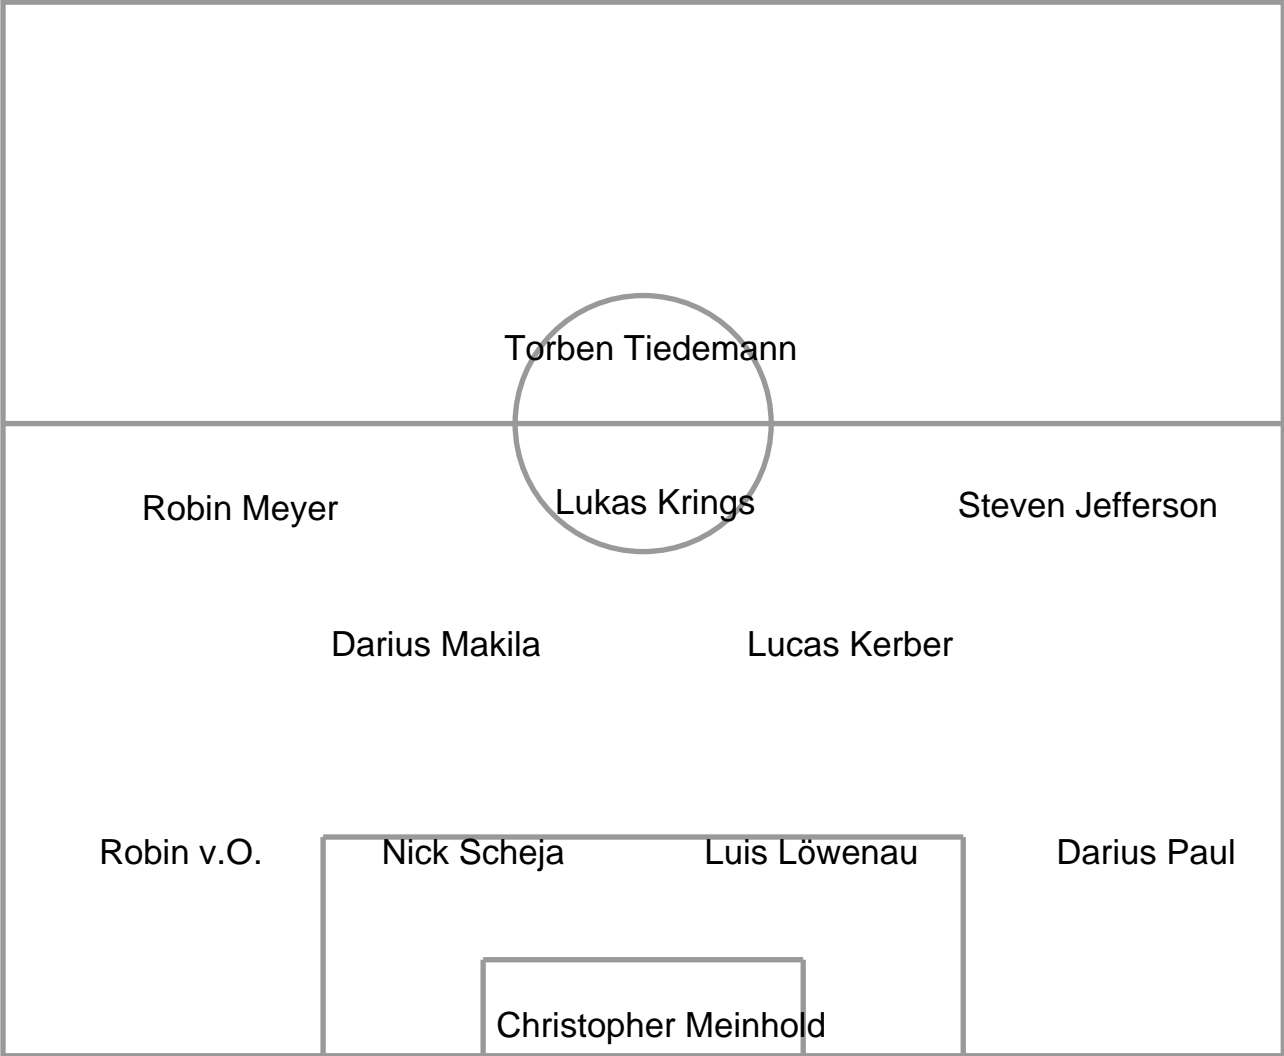 Torben Tiedemann
Robin Meyer
Lukas Krings
Steven Jefferson
Darius Makila
Lucas Kerber
Robin v.O.
Nick Scheja
Luis Löwenau
Darius Paul
Christopher Meinhold